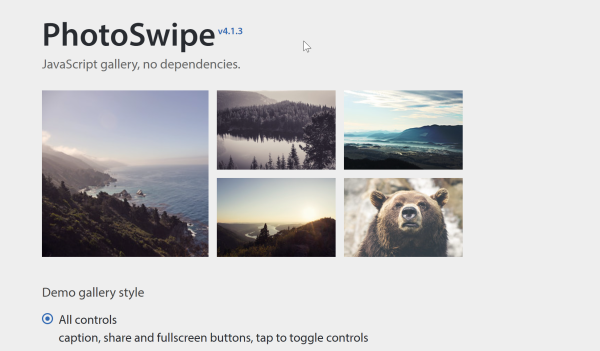 PhotoSwipe v4.1.3
JavaScript gallery, no dependencies.
Demo gallery style
All controls
caption, share and fullscreen buttons, tap to toggle controls